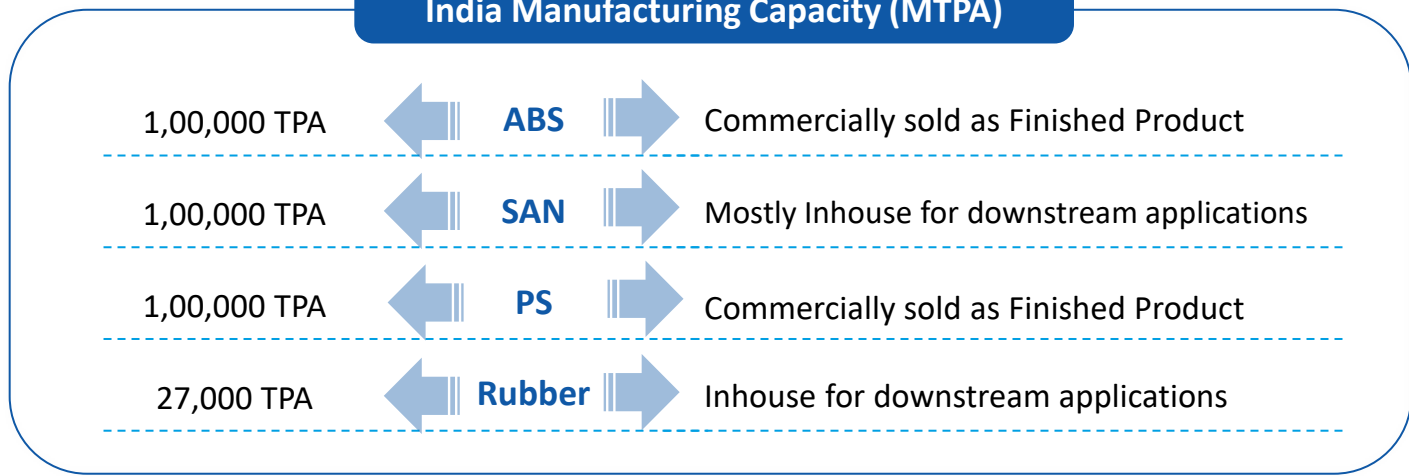 India Manufacturing Capacity (MTPA)
1,00,000 TPA ABS Commercially sold as Finished Product
1,00,000 TPA SAN Mostly Inhouse for downstream applications
1,00,000 TPA PS Commercially sold as Finished Product
27,000 TPA Rubber Inhouse for downstream applications